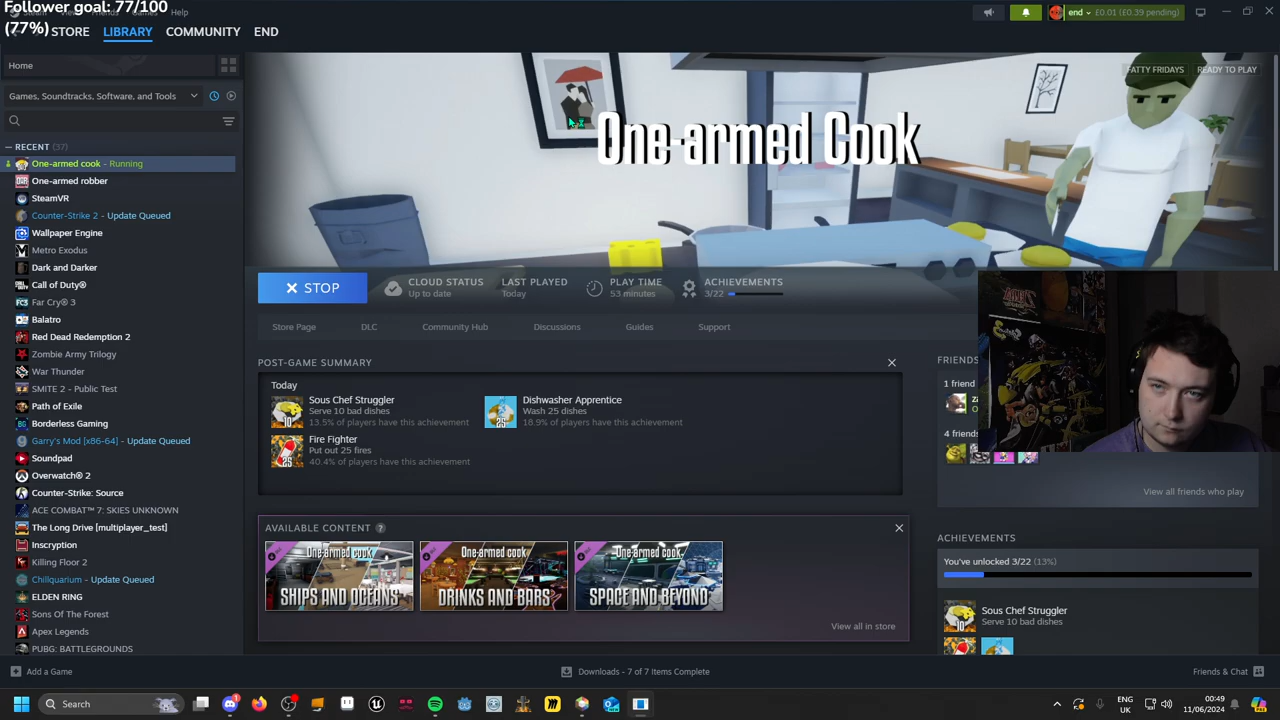 Follower goal: 77/100
(77%)
Help
end
£0.01 (£0.39 pending)
STORE
LIBRARY
COMMUNITY
END
Home
Games, Soundtracks, Software, and Tools
FATTY FRIDAYS
READY TO PLAY
One-armed Cook
RECENT (37)
One-armed cook - Running
One-armed robber
SteamVR
Counter-Strike 2 - Update Queued
Wallpaper Engine
Metro Exodus
Dark and Darker
Call of Duty®
Far Cry® 3
Balatro
Red Dead Redemption 2
Zombie Army Trilogy
War Thunder
SMITE 2 - Public Test
Path of Exile
Borderless Gaming
Garry's Mod [x86-64] - Update Queued
Soundpad
Overwatch® 2
Counter-Strike: Source
ACE COMBAT™ 7: SKIES UNKNOWN
The Long Drive [multiplayer_test]
Inscryption
Killing Floor 2
Chillquarium - Update Queued
ELDEN RING
Sons Of The Forest
Apex Legends
PUBG: BATTLEGROUNDS
STOP
CLOUD STATUS
Up to date
LAST PLAYED
Today
PLAY TIME
53 minutes
ACHIEVEMENTS
3/22
Store Page
DLC
Community Hub
Discussions
Guides
Support
POST-GAME SUMMARY
Today
Sous Chef Struggler
Serve 10 bad dishes
13.5% of players have this achievement
Dishwasher Apprentice
Wash 25 dishes
18.9% of players have this achievement
Fire Fighter
Put out 25 fires
40.4% of players have this achievement
AVAILABLE CONTENT
One-armed cook
SHIPS AND OCEANS
One-armed cook
DRINKS AND BARS
One-armed cook
SPACE AND BEYOND
View all in store
FRIENDS
1 friend
4 friends
View all friends who play
ACHIEVEMENTS
You've unlocked 3/22 (13%)
Sous Chef Struggler
Serve 10 bad dishes
Add a Game
Downloads - 7 of 7 Items Complete
Friends & Chat
Search
ENG
UK
00:49
11/06/2024